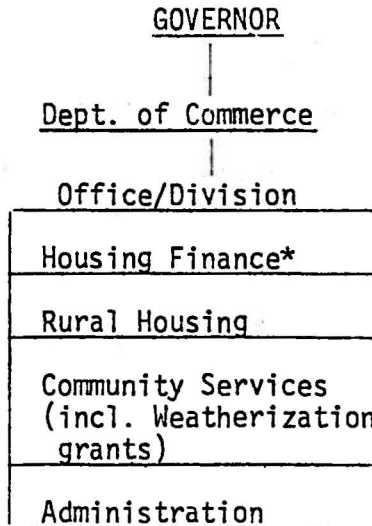 GOVERNOR
Dept. of Commerce
Office/Division
Housing Finance*
Rural Housing
Community Services
(incl. Weatherization
grants)
Administration